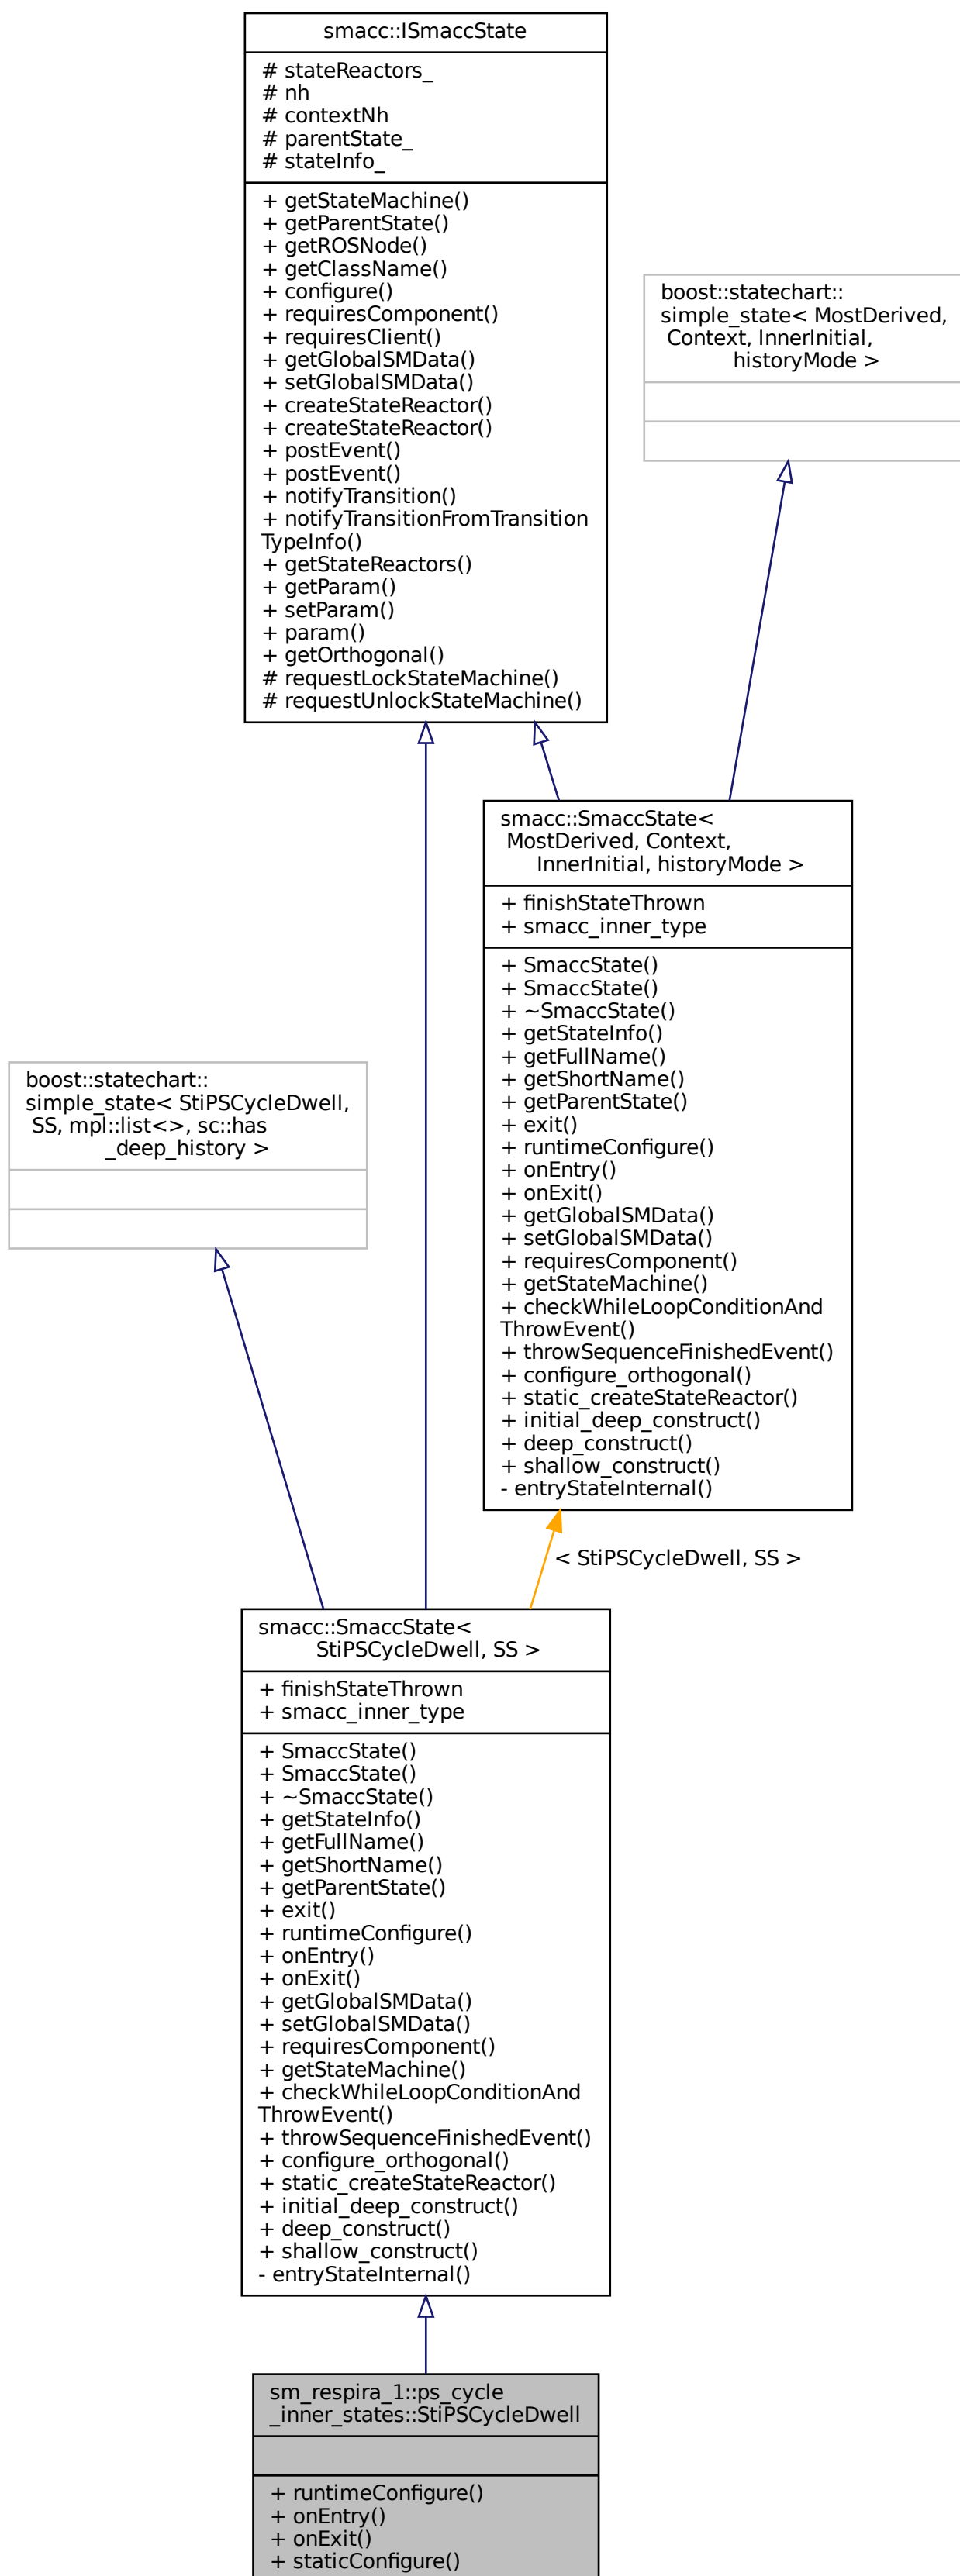 smacc::ISmaccState
# stateReactors_
# nh
# contextNh
# parentState_
# stateInfo_
+ getStateMachine()
+ getParentState()
+ getROSNode()
+ getClassName()
+ configure()
+ requiresComponent()
+ requiresClient()
+ getGlobalSMData()
+ setGlobalSMData()
+ createStateReactor()
+ createStateReactor()
+ postEvent()
+ postEvent()
+ notifyTransition()
+ notifyTransitionFromTransition
TypeInfo()
+ getStateReactors()
+ getParam()
+ setParam()
+ param()
+ getOrthogonal()
# requestLockStateMachine()
# requestUnlockStateMachine()
boost::statechart::
simple_state< MostDerived,
Context, InnerInitial,
historyMode >
smacc::SmaccState<
MostDerived, Context,
InnerInitial, historyMode >
+ finishStateThrown
+ smacc_inner_type
+ SmaccState()
+ SmaccState()
+ ~SmaccState()
+ getStateInfo()
+ getFullName()
+ getShortName()
+ getParentState()
+ exit()
+ runtimeConfigure()
+ onEntry()
+ onExit()
+ getGlobalSMData()
+ setGlobalSMData()
+ requiresComponent()
+ getStateMachine()
+ checkWhileLoopConditionAnd
ThrowEvent()
+ throwSequenceFinishedEvent()
+ configure_orthogonal()
+ static_createStateReactor()
+ initial_deep_construct()
+ deep_construct()
+ shallow_construct()
- entryStateInternal()
boost::statechart::
simple_state< StiPSCycleDwell,
SS, mpl::list<>, sc::has
_deep_history >
< StiPSCycleDwell, SS >
smacc::SmaccState<
StiPSCycleDwell, SS >
+ finishStateThrown
+ smacc_inner_type
+ SmaccState()
+ SmaccState()
+ ~SmaccState()
+ getStateInfo()
+ getFullName()
+ getShortName()
+ getParentState()
+ exit()
+ runtimeConfigure()
+ onEntry()
+ onExit()
+ getGlobalSMData()
+ setGlobalSMData()
+ requiresComponent()
+ getStateMachine()
+ checkWhileLoopConditionAnd
ThrowEvent()
+ throwSequenceFinishedEvent()
+ configure_orthogonal()
+ static_createStateReactor()
+ initial_deep_construct()
+ deep_construct()
+ shallow_construct()
- entryStateInternal()
sm_respira_1::ps_cycle
_inner_states::StiPSCycleDwell
+ runtimeConfigure()
+ onEntry()
+ onExit()
+ staticConfigure()